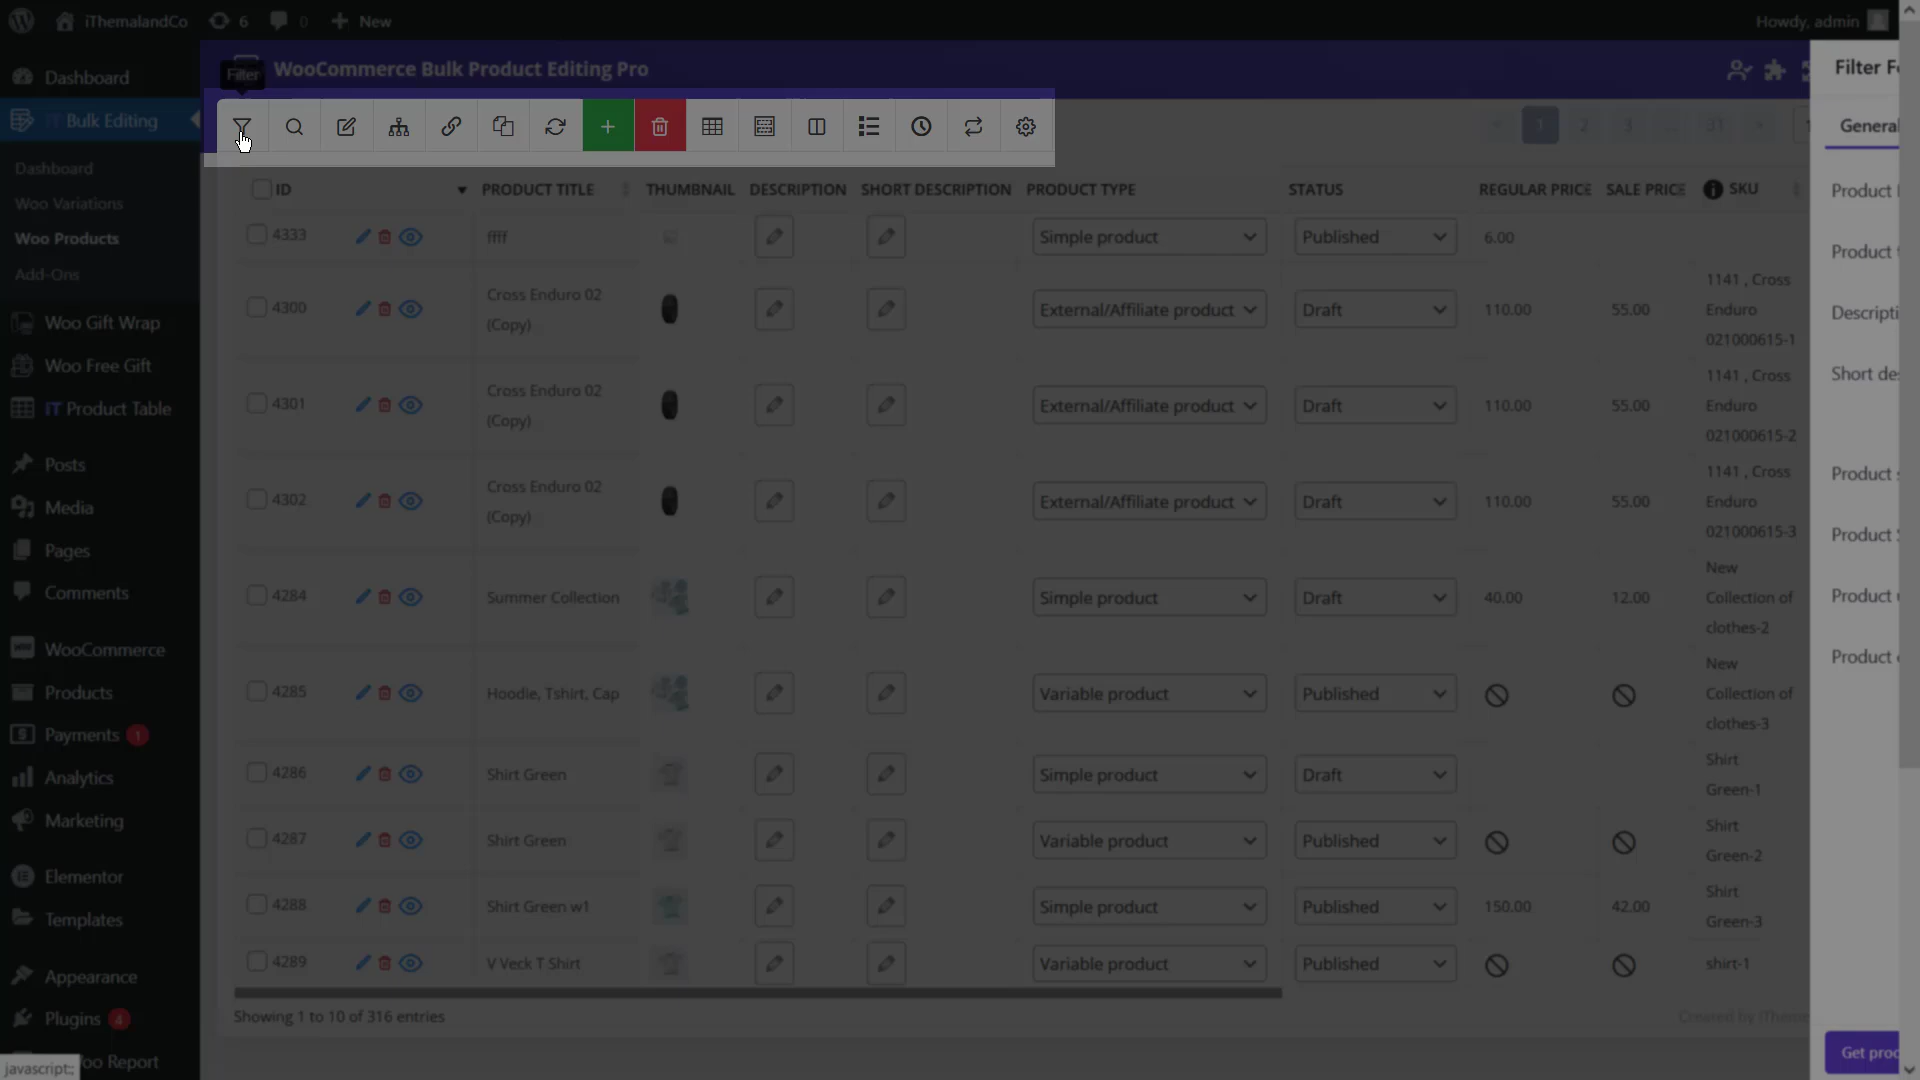 iThemalandCo 6 0 New Howdy, admin
Filter WooCommerce Bulk Product Editing Pro
Dashboard
iT Bulk Editing
Dashboard
Woo Variations
Woo Products
Add-Ons
Woo Gift Wrap
Woo Free Gift
iT Product Table
Posts
Media
Pages
Comments
WooCommerce
Products
Payments 1
Analytics
Marketing
Elementor
Templates
Appearance
Plugins 4
oo Report
javascript:;
1 2 3 ... 31
ID PRODUCT TITLE THUMBNAIL DESCRIPTION SHORT DESCRIPTION PRODUCT TYPE STATUS REGULAR PRICE SALE PRICE SKU
4333 ffff Simple product Published 6.00
4300 Cross Enduro 02 (Copy) External/Affiliate product Draft 110.00 55.00 1141 , Cross Enduro 021000615-1
4301 Cross Enduro 02 (Copy) External/Affiliate product Draft 110.00 55.00 1141 , Cross Enduro 021000615-2
4302 Cross Enduro 02 (Copy) External/Affiliate product Draft 110.00 55.00 1141 , Cross Enduro 021000615-3
4284 Summer Collection Simple product Draft 40.00 12.00 New Collection of clothes-2
4285 Hoodie, Tshirt, Cap Variable product Published New Collection of clothes-3
4286 Shirt Green Simple product Draft Shirt Green-1
4287 Shirt Green Variable product Published Shirt Green-2
4288 Shirt Green w1 Simple product Published 150.00 42.00 Shirt Green-3
4289 V Veck T Shirt Variable product Published shirt-1
Showing 1 to 10 of 316 entries
Created by iThem
Filter F
General
Product
Product t
Descripti
Short de
Product s
Product S
Product
Product
Get proc